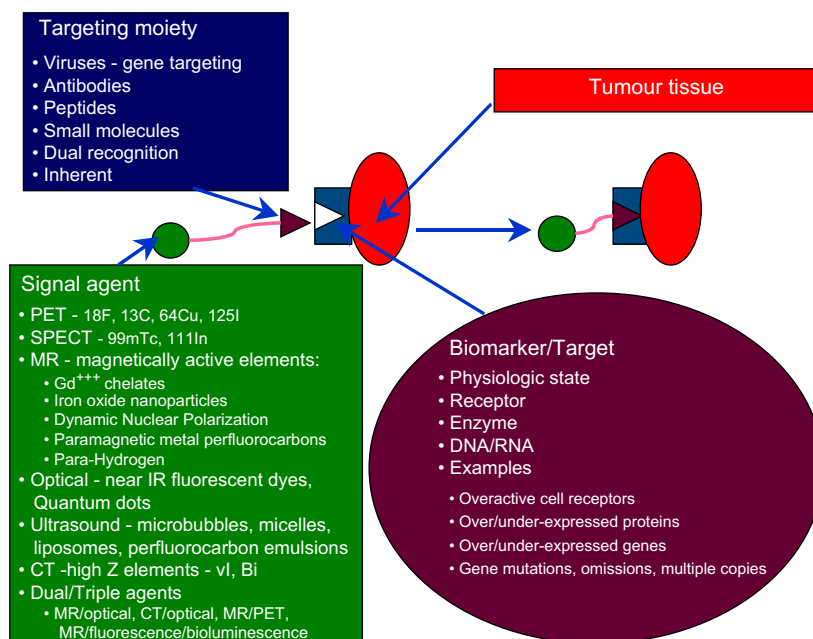 Targeting moiety
• Viruses - gene targeting
• Antibodies
• Peptides
• Small molecules
• Dual recognition
• Inherent
Tumour tissue
Signal agent
• PET - 18F, 13C, 64Cu, 125I
• SPECT - 99mTc, 111In
• MR - magnetically active elements:
• Gd+++ chelates
• Iron oxide nanoparticles
• Dynamic Nuclear Polarization
• Paramagnetic metal perfluorocarbons
• Para-Hydrogen
• Optical - near IR fluorescent dyes,
Quantum dots
• Ultrasound - microbubbles, micelles,
liposomes, perfluorocarbon emulsions
• CT -high Z elements - vI, Bi
• Dual/Triple agents
• MR/optical, CT/optical, MR/PET,
MR/fluorescence/bioluminescence
Biomarker/Target
• Physiologic state
• Receptor
• Enzyme
• DNA/RNA
• Examples
• Overactive cell receptors
• Over/under-expressed proteins
• Over/under-expressed genes
• Gene mutations, omissions, multiple copies